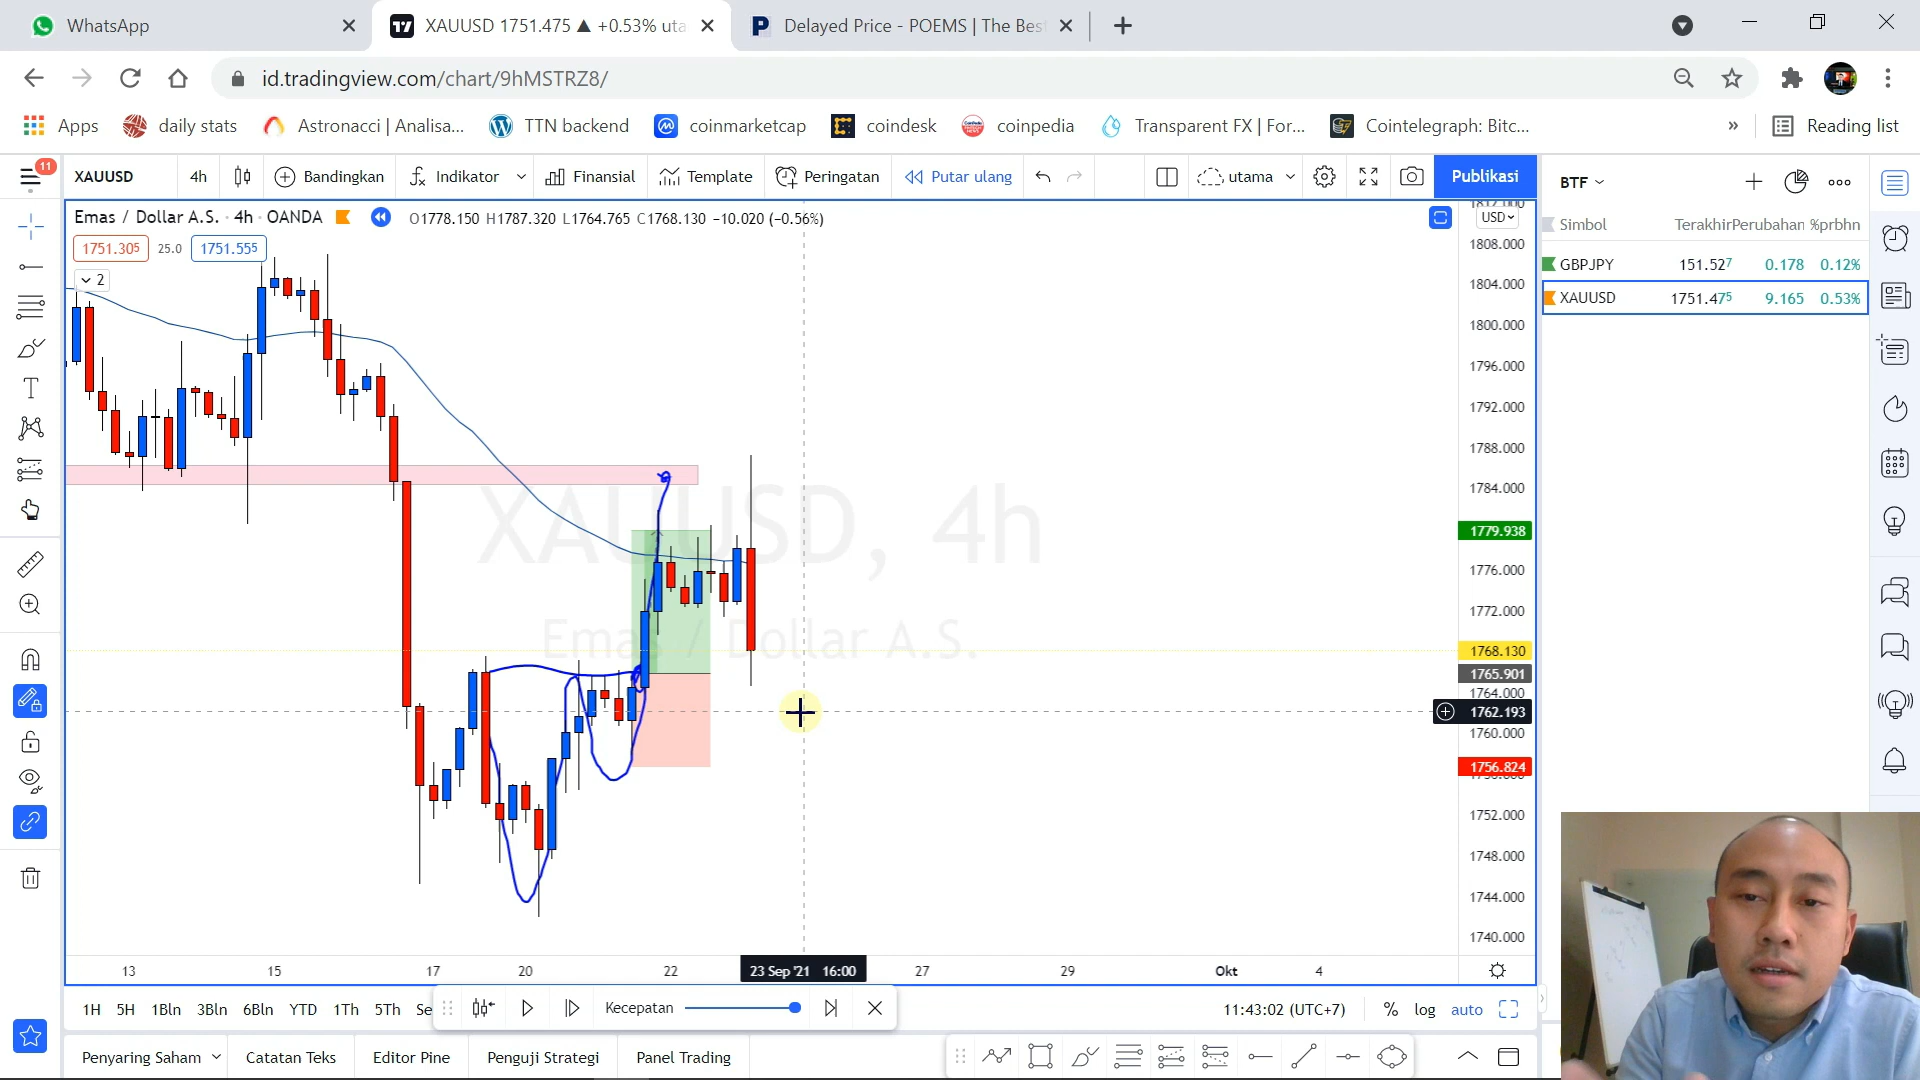 WhatsApp
XAUUSD 1751.475 ▲ +0.53% uta
Delayed Price - POEMS | The Bes
id.tradingview.com/chart/9hMSTRZ8/
Apps
daily stats
Astronacci | Analisa...
TTN backend
coinmarketcap
coindesk
coinpedia
Transparent FX | For...
Cointelegraph: Bitc...
»
Reading list
11
XAUUSD
4h
Bandingkan
Indikator
Finansial
Template
Peringatan
Putar ulang
utama
Publikasi
BTF
Emas / Dollar A.S. · 4h · OANDA
O1778.150 H1787.320 L1764.765 C1768.130 −10.020 (−0.56%)
USD
1751.305
25.0
1751.555
2
Simbol
Terakhir
Perubahan
%prbhn
GBPJPY
151.527
0.178
0.12%
XAUUSD
1751.475
9.165
0.53%
XAUUSD, 4h
Emas / Dollar A.S.
1812.000
1808.000
1804.000
1800.000
1796.000
1792.000
1788.000
1784.000
1779.938
1776.000
1772.000
1768.130
1765.901
1764.000
1762.193
1760.000
1756.824
1752.000
1748.000
1744.000
1740.000
13
15
17
20
22
23 Sep '21 16:00
27
29
Okt
4
1H
5H
1Bln
3Bln
6Bln
YTD
1Th
5Th
Se
Kecepatan
11:43:02 (UTC+7)
%
log
auto
Penyaring Saham
Catatan Teks
Editor Pine
Penguji Strategi
Panel Trading